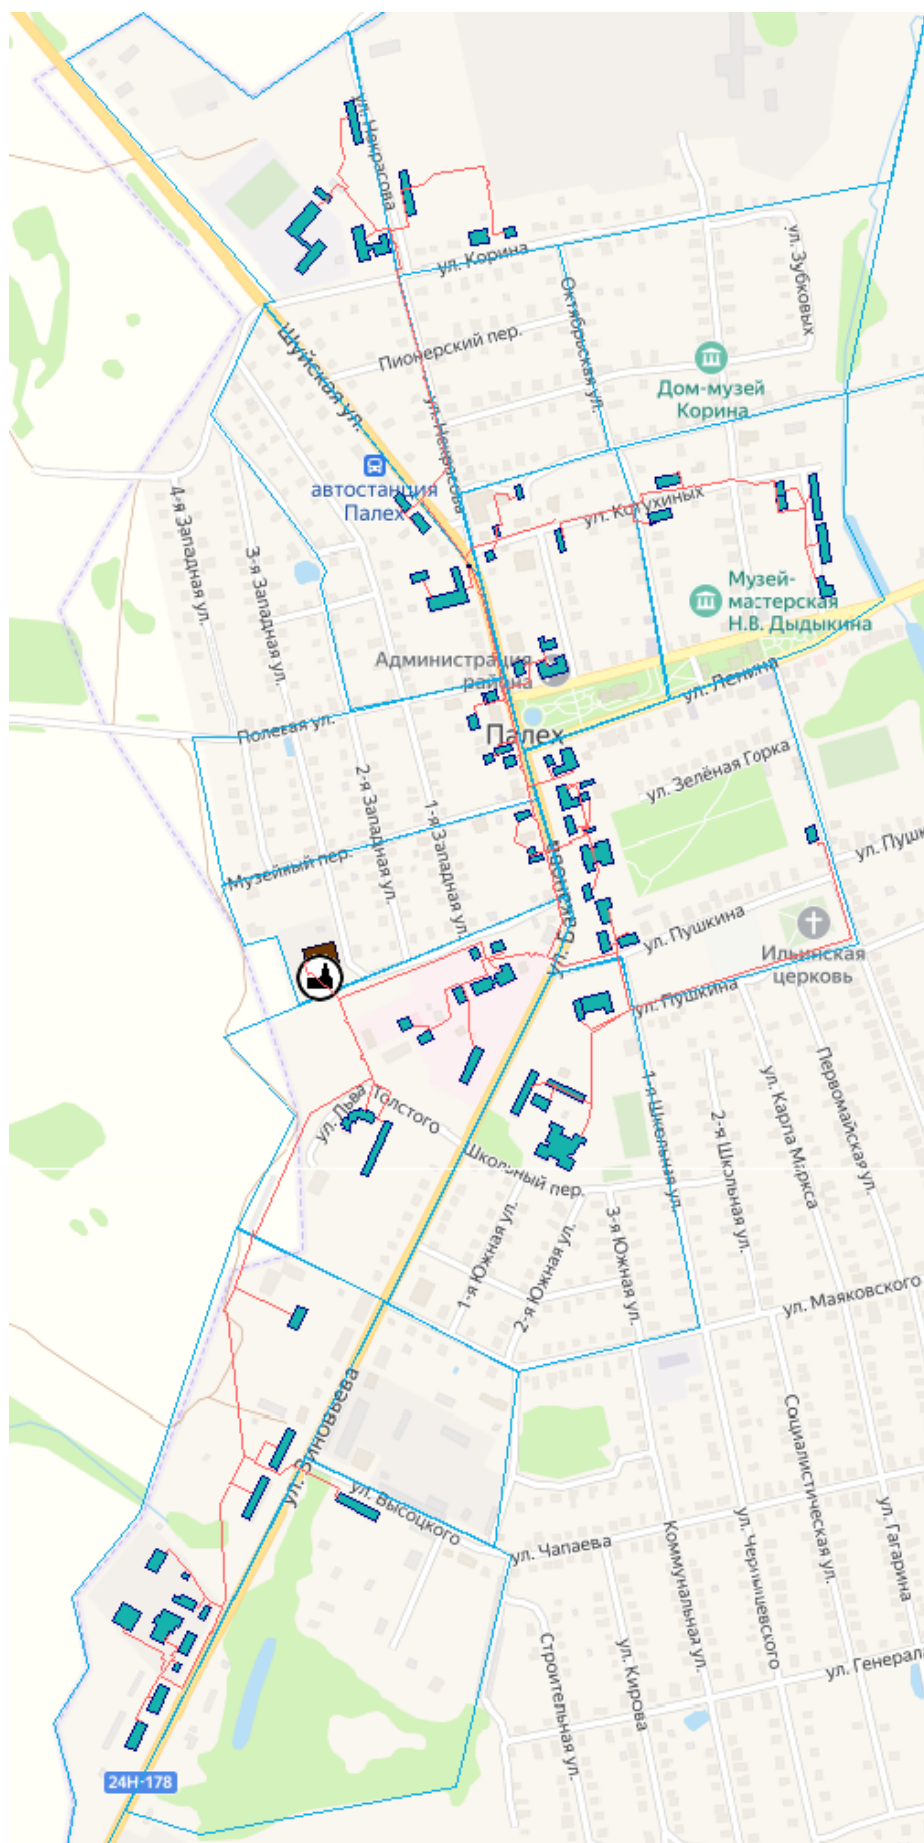 ул. Некрасова
ул. Корина
ул. Зубковых
Октябрьская ул.
Пионерский пер.
Шуйская ул.
Дом-музей
Корина
ул. Некрасова
автостанция
Палех
4-я Западная ул.
3-я Западная ул.
ул. Котухиных
Музей-
мастерская
Н.В. Дыдыкина
Администрация
района
ул. Ленина
Полевая ул.
Палех
ул. Зелёная Горка
2-я Западная ул.
1-я Западная ул.
Музейный пер.
ул. Пушк
ул. Пушкина
Ильинская
церковь
ул. Пушкина
ул. Льва Толстого
1-я Школьная ул.
2-я Школьная ул.
ул. Карла Маркса
Первомайская ул.
Школьный пер.
1-я Южная ул.
2-я Южная ул.
3-я Южная ул.
ул. Маяковского
ул. Зиновьева
Социалистическая ул.
ул. Гагарина
ул. Высоцкого
ул. Чапаева
Коммунальная ул.
ул. Чернышевского
Строительная ул.
ул. Кирова
ул. Генерал
24Н-178